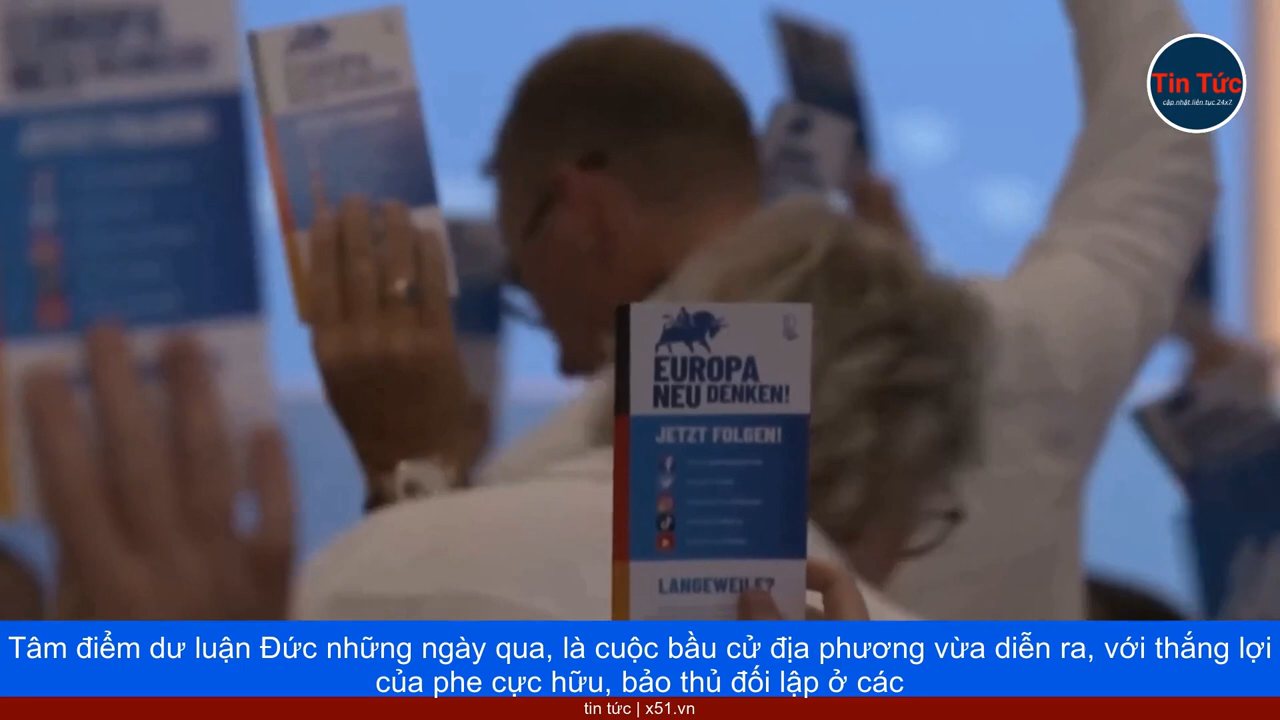 Tin Tức
cập nhật liên tục 24x7
EUROPA
NEU DENKEN!
JETZT FOLGEN!
LANGEWEILE?
Tâm điểm dư luận Đức những ngày qua, là cuộc bầu cử địa phương vừa diễn ra, với thắng lợi
của phe cực hữu, bảo thủ đối lập ở các
tin tức | x51.vn